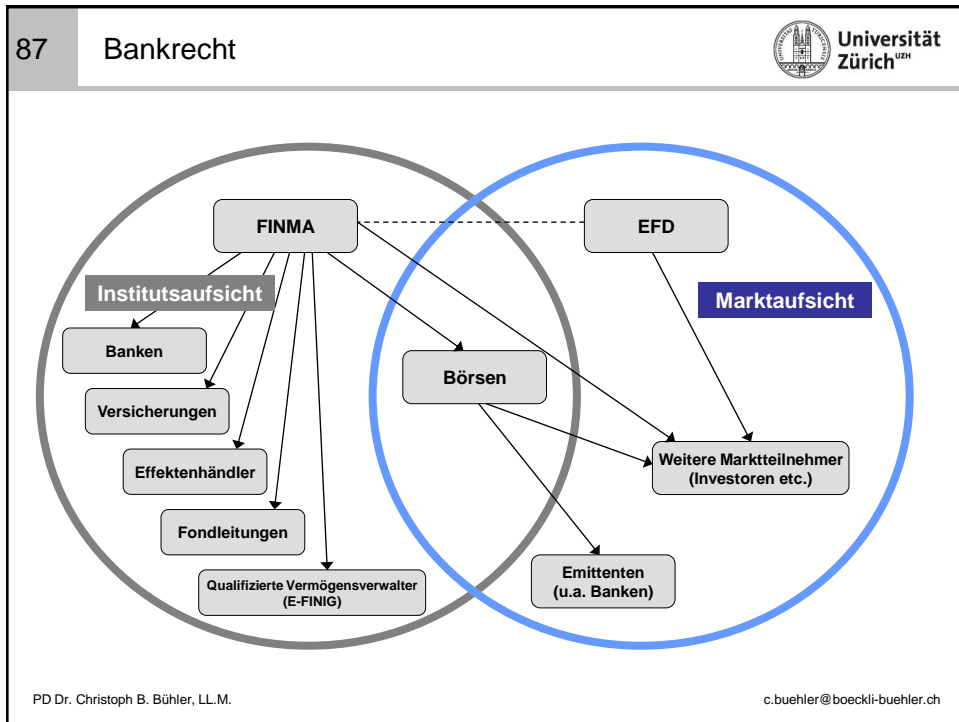 87
Bankrecht
Universität
Zürich UZH
FINMA
EFD
Institutsaufsicht
Marktaufsicht
Banken
Börsen
Versicherungen
Effektenhändler
Weitere Marktteilnehmer
(Investoren etc.)
Fondleitungen
Qualifizierte Vermögensverwalter
(E-FINIG)
Emittenten
(u.a. Banken)
PD Dr. Christoph B. Bühler, LL.M.
c.buehler@boeckli-buehler.ch